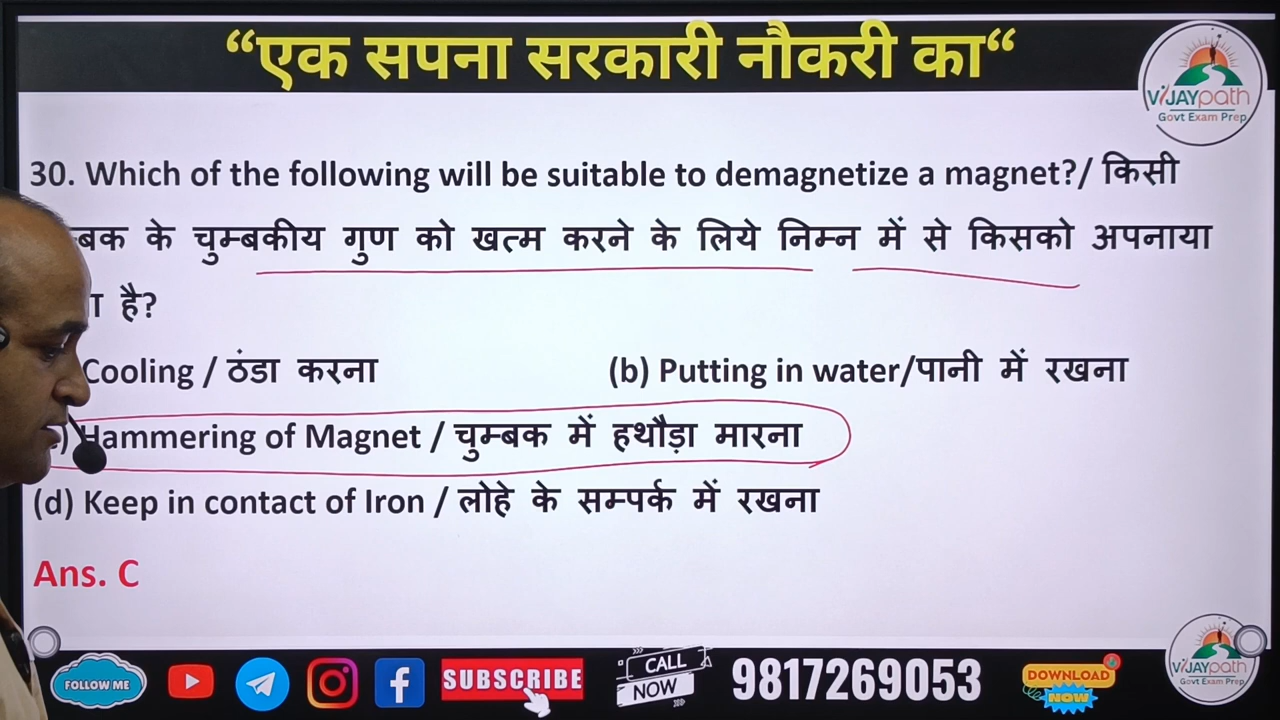 “एक सपना सरकारी नौकरी का“
VIJAYpath
Govt Exam Prep
30. Which of the following will be suitable to demagnetize a magnet?/ किसी
बक के चुम्बकीय गुण को खत्म करने के लिये निम्न में से किसको अपनाया
है?
Cooling / ठंडा करना
(b) Putting in water/पानी में रखना
Hammering of Magnet / चुम्बक में हथौड़ा मारना
(d) Keep in contact of Iron / लोहे के सम्पर्क में रखना
Ans. C
FOLLOW ME
SUBSCRIBE
CALL
NOW
9817269053
DOWNLOAD
NOW
VIJAYpath
Govt Exam Prep